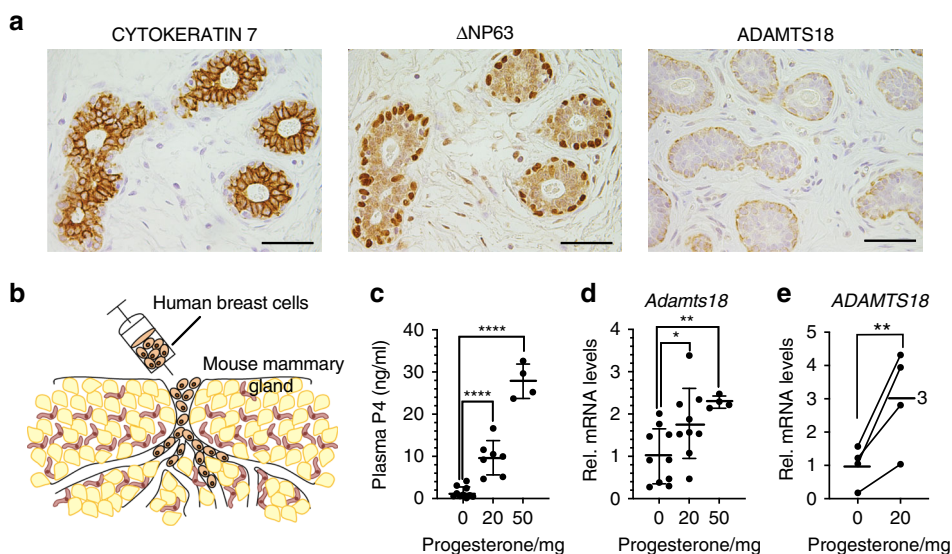 a
CYTOKERATIN 7
ΔNP63
ADAMTS18
b
Human breast cells
Mouse mammary
gland
c
Plasma P4 (ng/ml)
40
30
20
10
0
****
****
0 20 50
Progesterone/mg
d
Adamts18
Rel. mRNA levels
4
3
2
1
0
**
*
0 20 50
Progesterone/mg
e
ADAMTS18
Rel. mRNA levels
5
4
3
2
1
0
**
3
0 20
Progesterone/mg